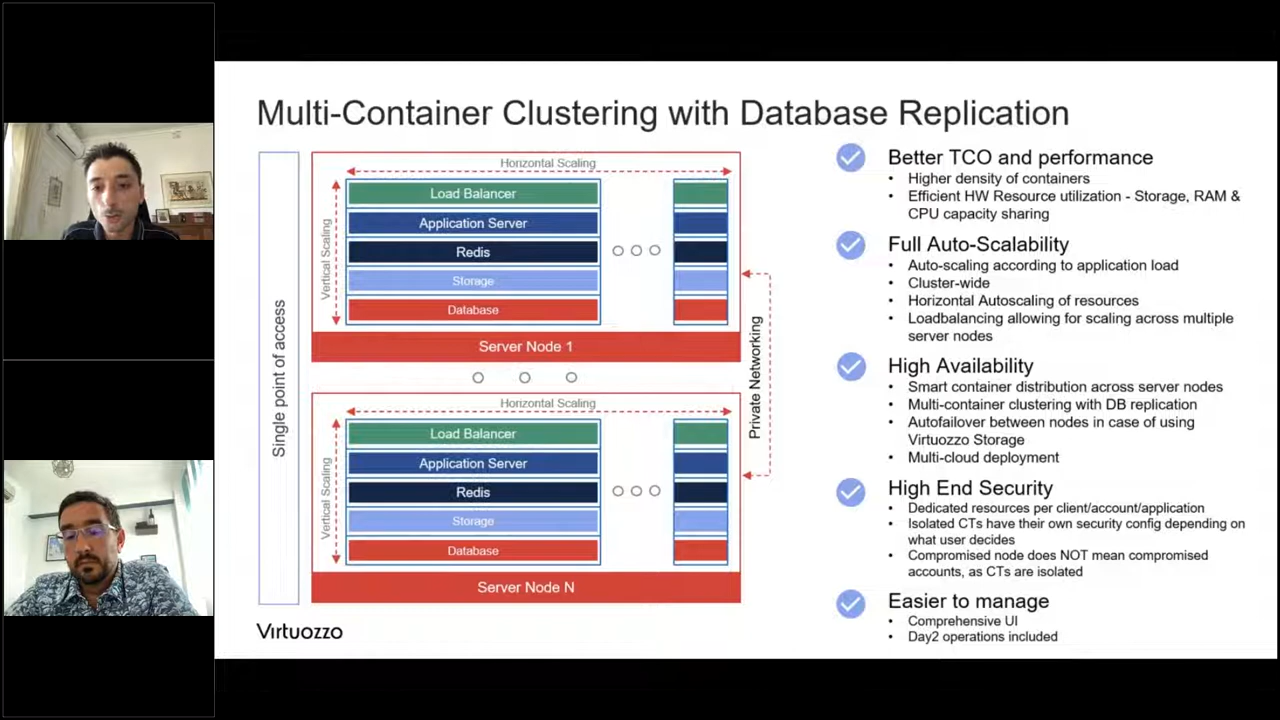 Multi-Container Clustering with Database Replication
Single point of access
Horizontal Scaling
Vertical Scaling
Load Balancer
Application Server
Redis
Storage
Database
Server Node 1
Horizontal Scaling
Vertical Scaling
Load Balancer
Application Server
Redis
Storage
Database
Server Node N
Private Networking
Virtuozzo
Better TCO and performance
• Higher density of containers
• Efficient HW Resource utilization - Storage, RAM &
CPU capacity sharing
Full Auto-Scalability
• Auto-scaling according to application load
• Cluster-wide
• Horizontal Autoscaling of resources
• Loadbalancing allowing for scaling across multiple
server nodes
High Availability
• Smart container distribution across server nodes
• Multi-container clustering with DB replication
• Autofailover between nodes in case of using
Virtuozzo Storage
• Multi-cloud deployment
High End Security
• Dedicated resources per client/account/application
• Isolated CTs have their own security config depending on
what user decides
• Compromised node does NOT mean compromised
accounts, as CTs are isolated
Easier to manage
• Comprehensive UI
• Day2 operations included